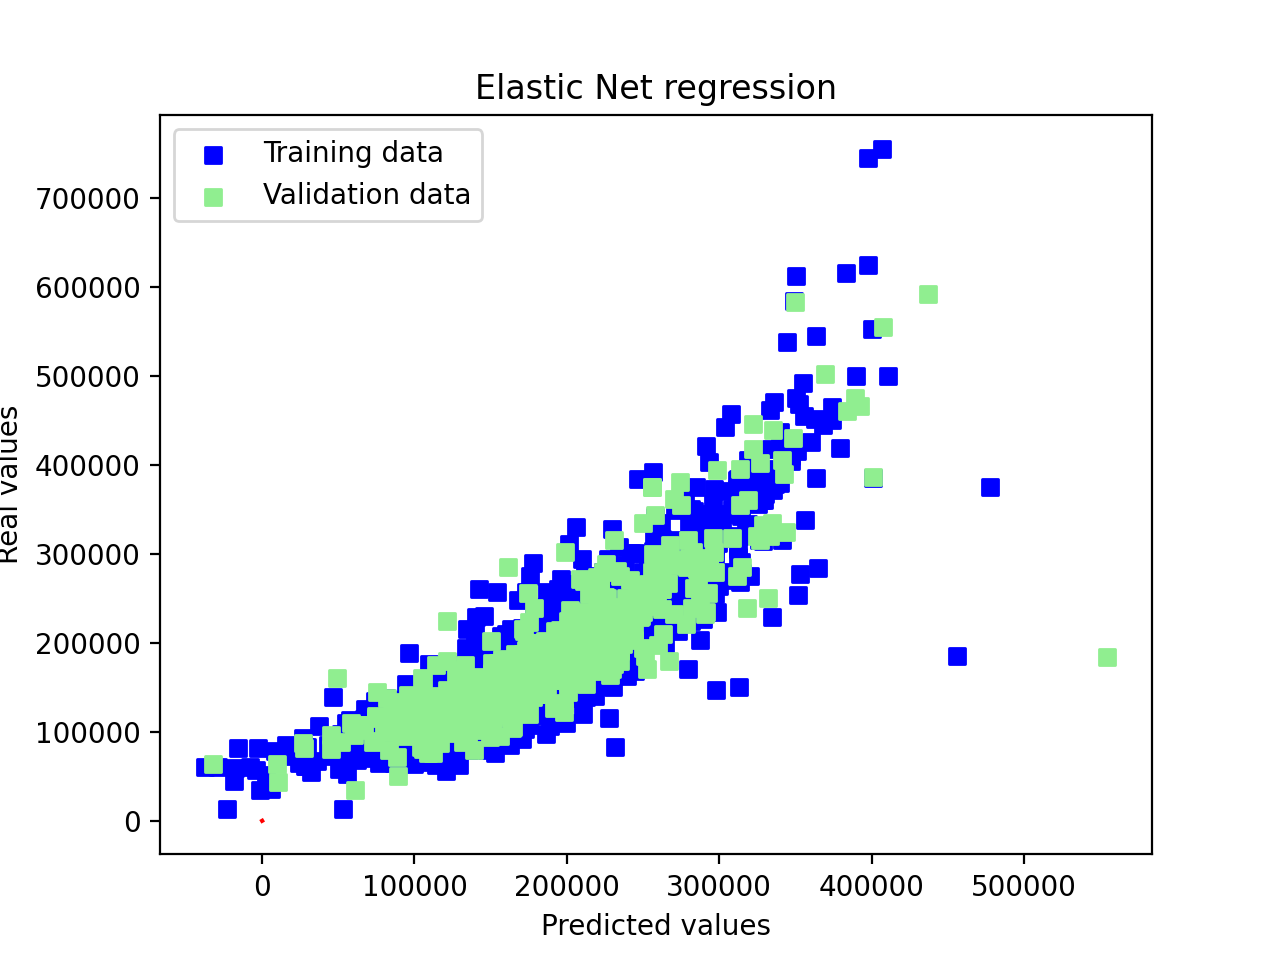 Elastic Net regression
Training data
Validation data
700000
600000
500000
400000
300000
200000
100000
0
0 100000 200000 300000 400000 500000
Predicted values
Real values